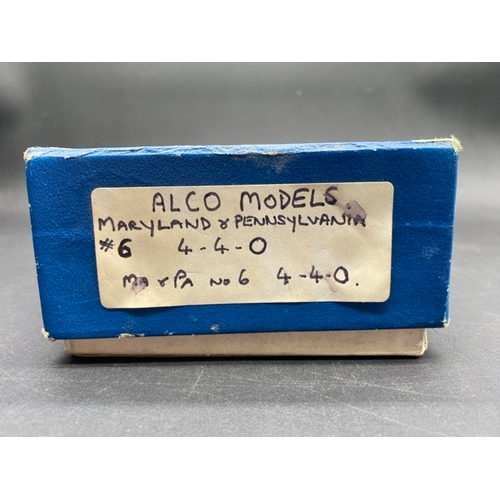 ALCO MODELS.
MARYLAND & PENNSYLVANIA
#6 4-4-0
MA & PA NO 6 4-4-0.